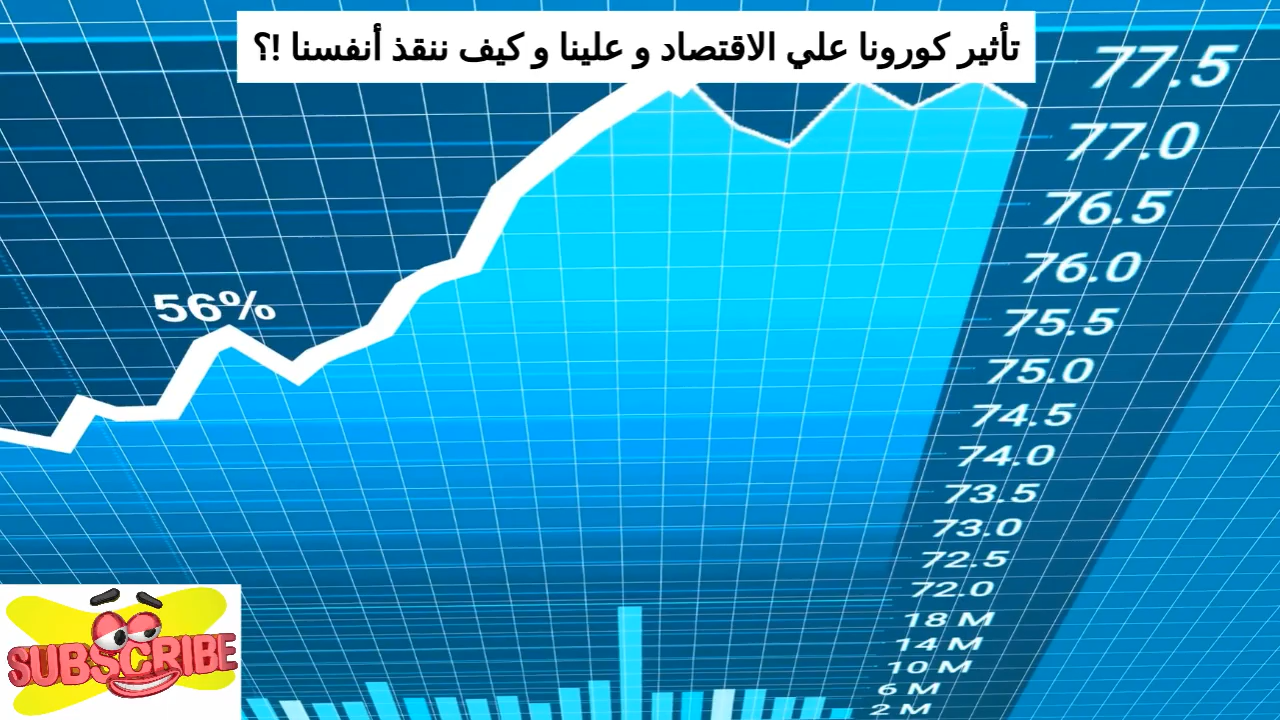 تأثير كورونا علي الاقتصاد و علينا و كيف ننقذ أنفسنا !؟
77.5
77.0
76.5
56%
76.0
75.5
75.0
74.5
74.0
73.5
73.0
72.5
72.0
18 M
14 M
10 M
6 M
2 M
SUBSCRIBE